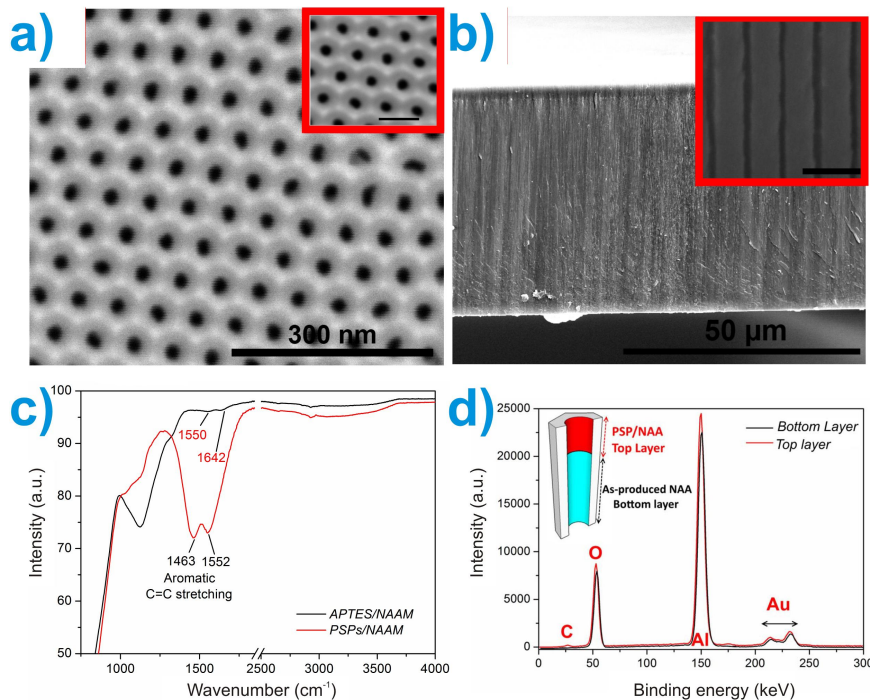 a)
300 nm
b)
50 µm
c)
100
90
80
70
60
50
Intensity (a.u.)
1550
1642
1463 1552
Aromatic
C=C stretching
APTES/NAAM
PSPs/NAAM
1000 1500 2500 3000 3500 4000
Wavenumber (cm-1)
d)
25000
20000
15000
10000
5000
0
Intensity (a.u.)
PSP/NAA
Top Layer
As-produced NAA
Bottom layer
Bottom Layer
Top layer
C
O
Al
Au
0 50 100 150 200 250 300
Binding energy (keV)